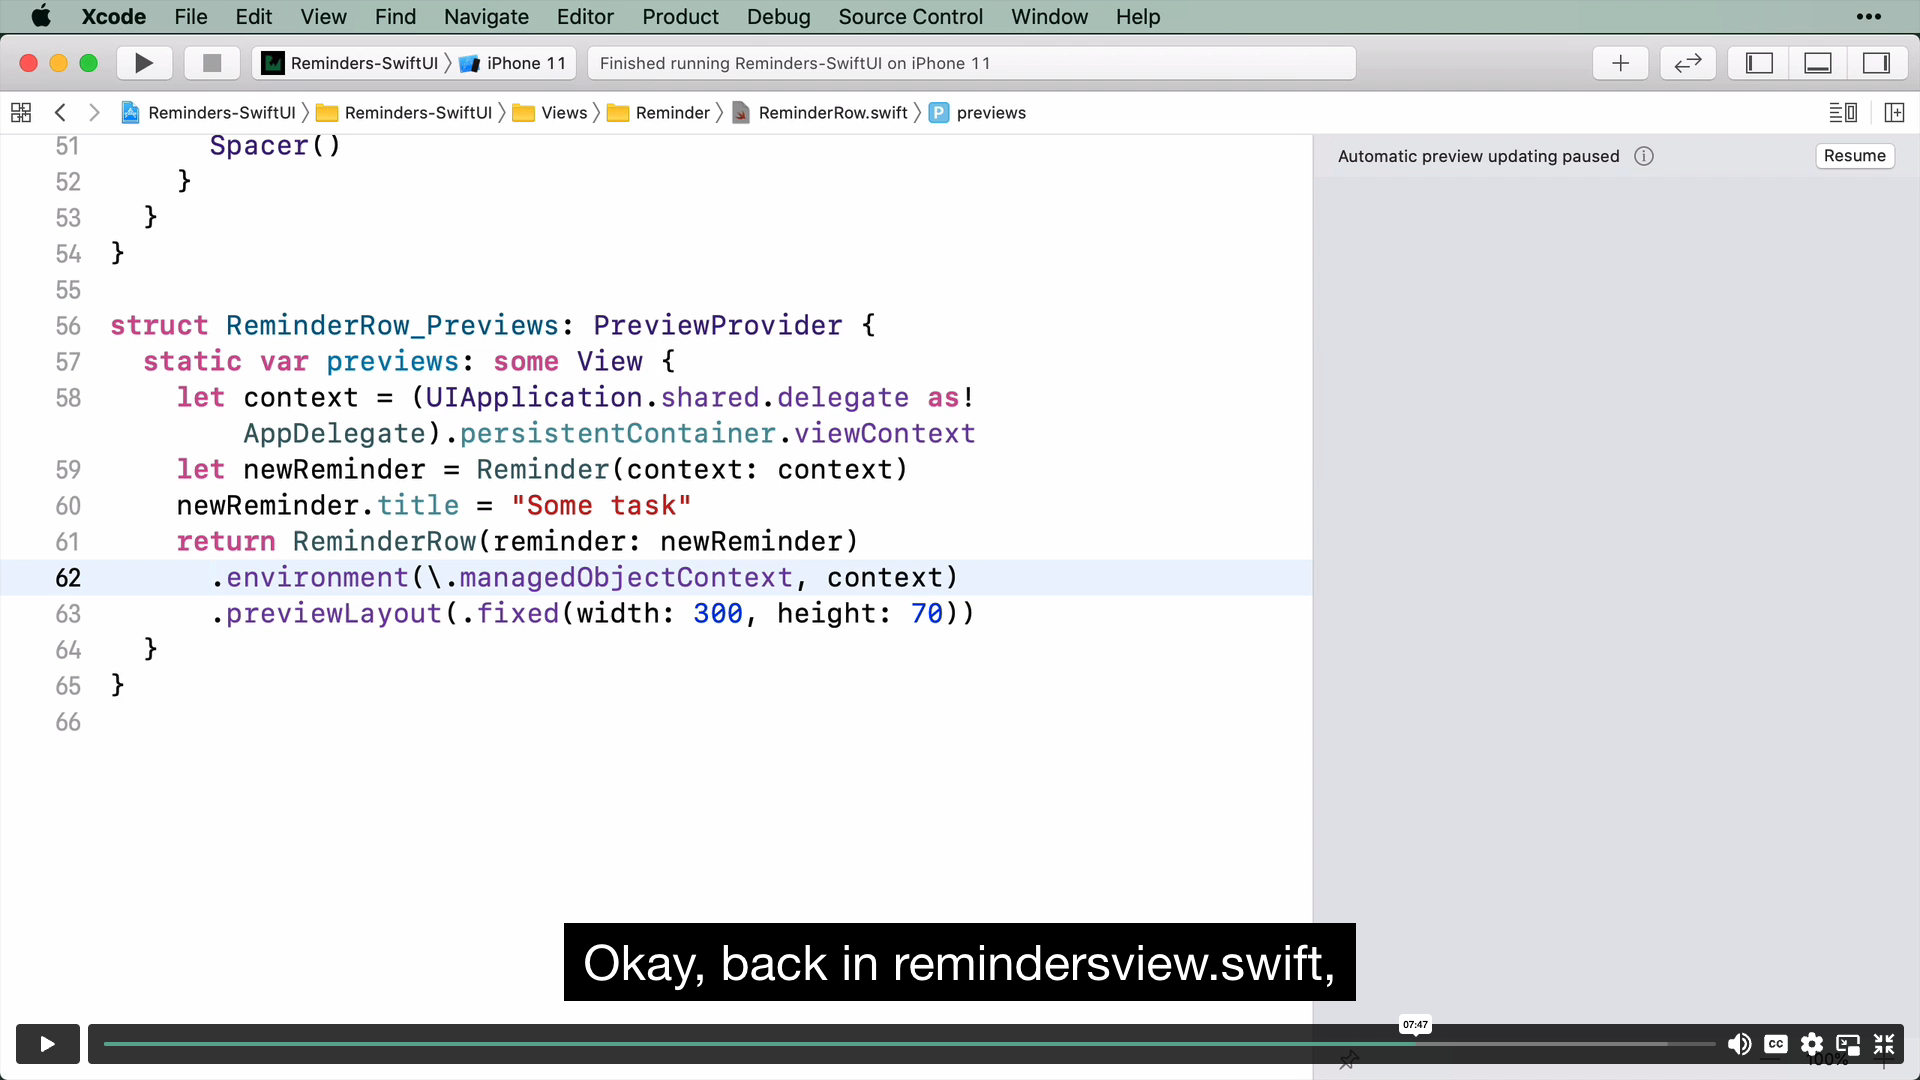 Xcode File Edit View Find Navigate Editor Product Debug Source Control Window Help
Reminders-SwiftUI iPhone 11 Finished running Reminders-SwiftUI on iPhone 11
Reminders-SwiftUI Reminders-SwiftUI Views Reminder ReminderRow.swift P previews
Automatic preview updating paused Resume
51 Spacer()
52 }
53 }
54 }
55
56 struct ReminderRow_Previews: PreviewProvider {
57 static var previews: some View {
58 let context = (UIApplication.shared.delegate as!
AppDelegate).persistentContainer.viewContext
59 let newReminder = Reminder(context: context)
60 newReminder.title = "Some task"
61 return ReminderRow(reminder: newReminder)
62 .environment(\.managedObjectContext, context)
63 .previewLayout(.fixed(width: 300, height: 70))
64 }
65 }
66
Okay, back in remindersview.swift,
07:47
CC
100%